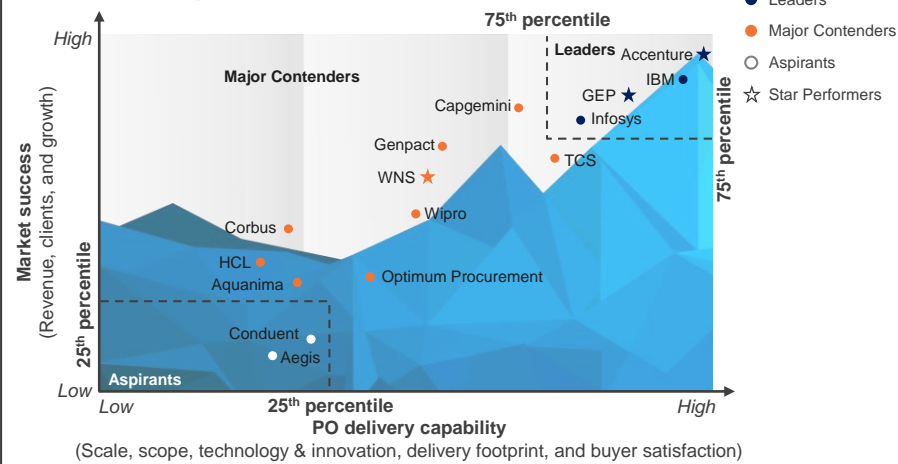 75th percentile
Leaders
High
Major Contenders
Leaders
Accenture
Major Contenders
IBM
Aspirants
GEP
Star Performers
Capgemini
Infosys
Genpact
TCS
75th percentile
WNS
Wipro
Corbus
HCL
Aquanima
Optimum Procurement
Market success
(Revenue, clients, and growth)
25th percentile
Conduent
Aegis
Aspirants
Low
Low
25th percentile
High
PO delivery capability
(Scale, scope, technology & innovation, delivery footprint, and buyer satisfaction)